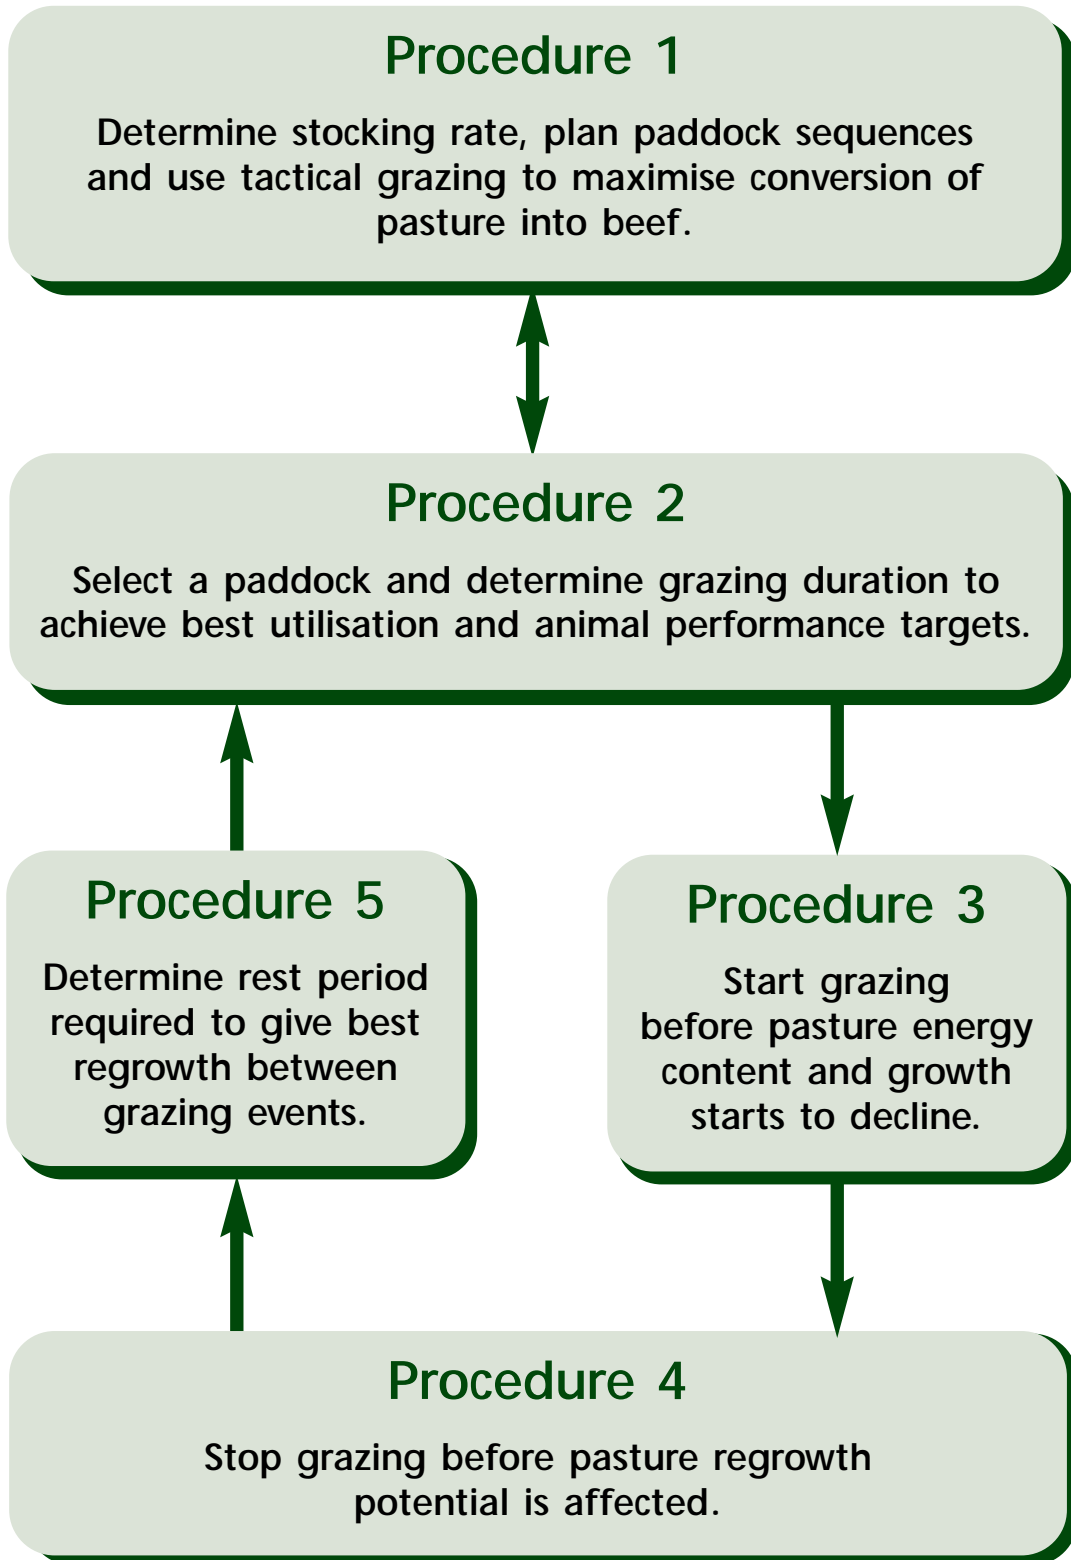 Procedure 1
Determine stocking rate, plan paddock sequences
and use tactical grazing to maximise conversion of
pasture into beef.
Procedure 2
Select a paddock and determine grazing duration to
achieve best utilisation and animal performance targets.
Procedure 5
Determine rest period
required to give best
regrowth between
grazing events.
Procedure 3
Start grazing
before pasture energy
content and growth
starts to decline.
Procedure 4
Stop grazing before pasture regrowth
potential is affected.